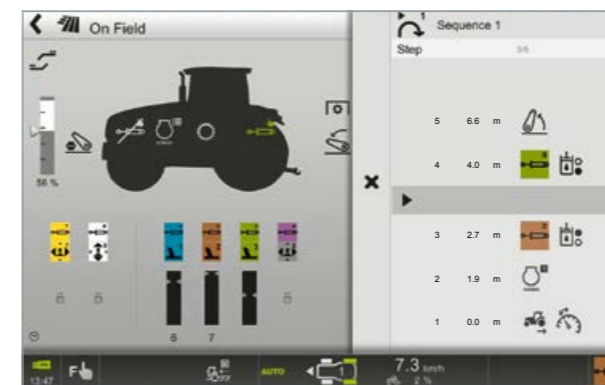 On Field
Sequence 1
Step 3/6
5 6.6 m
4 4.0 m
3 2.7 m
2 1.9 m
1 0.0 m
56 %
6 7
13:47 F AUTO 1 7.3 km/h
2 %